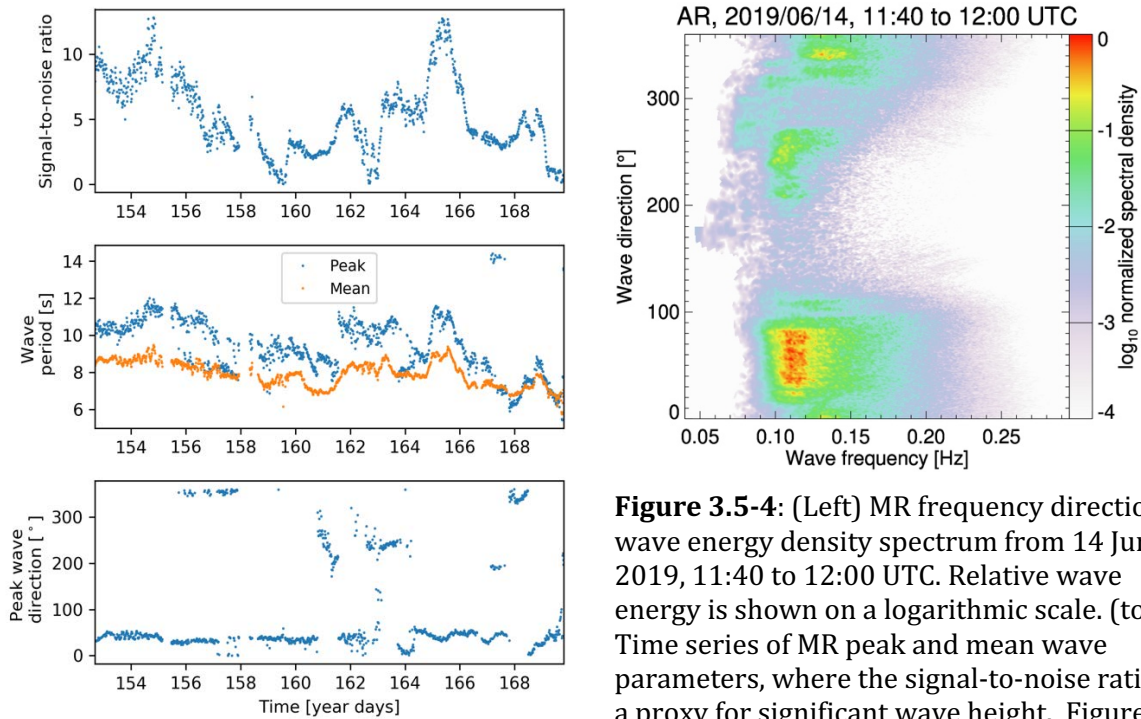 Signal-to-noise ratio
10
5
0
154 156 158 160 162 164 166 168
Wave
period [s]
14
12
10
8
6
Peak
Mean
154 156 158 160 162 164 166 168
Peak wave
direction [°]
300
200
100
0
154 156 158 160 162 164 166 168
Time [year days]
AR, 2019/06/14, 11:40 to 12:00 UTC
Wave direction [°]
300
200
100
0
0.05 0.10 0.15 0.20 0.25
Wave frequency [Hz]
0
-1
-2
-3
-4
log₁₀ normalized spectral density
Figure 3.5-4: (Left) MR frequency directio
wave energy density spectrum from 14 Jun
2019, 11:40 to 12:00 UTC. Relative wave
energy is shown on a logarithmic scale. (to
Time series of MR peak and mean wave
parameters, where the signal-to-noise rati
a proxy for significant wave height. Figure